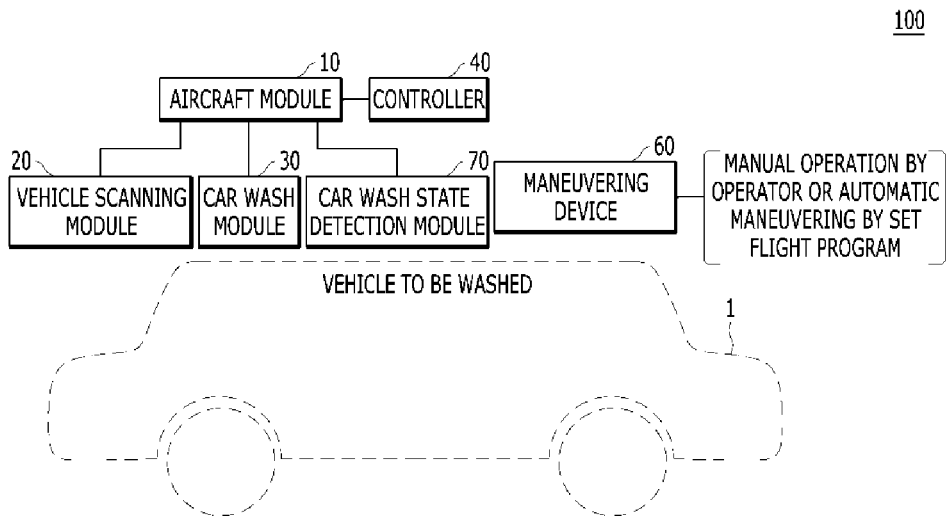 100
10
40
AIRCRAFT MODULE
CONTROLLER
20
30
70
60
VEHICLE SCANNING
MODULE
CAR WASH
MODULE
CAR WASH STATE
DETECTION MODULE
MANEUVERING
DEVICE
MANUAL OPERATION BY
OPERATOR OR AUTOMATIC
MANEUVERING BY SET
FLIGHT PROGRAM
VEHICLE TO BE WASHED
1